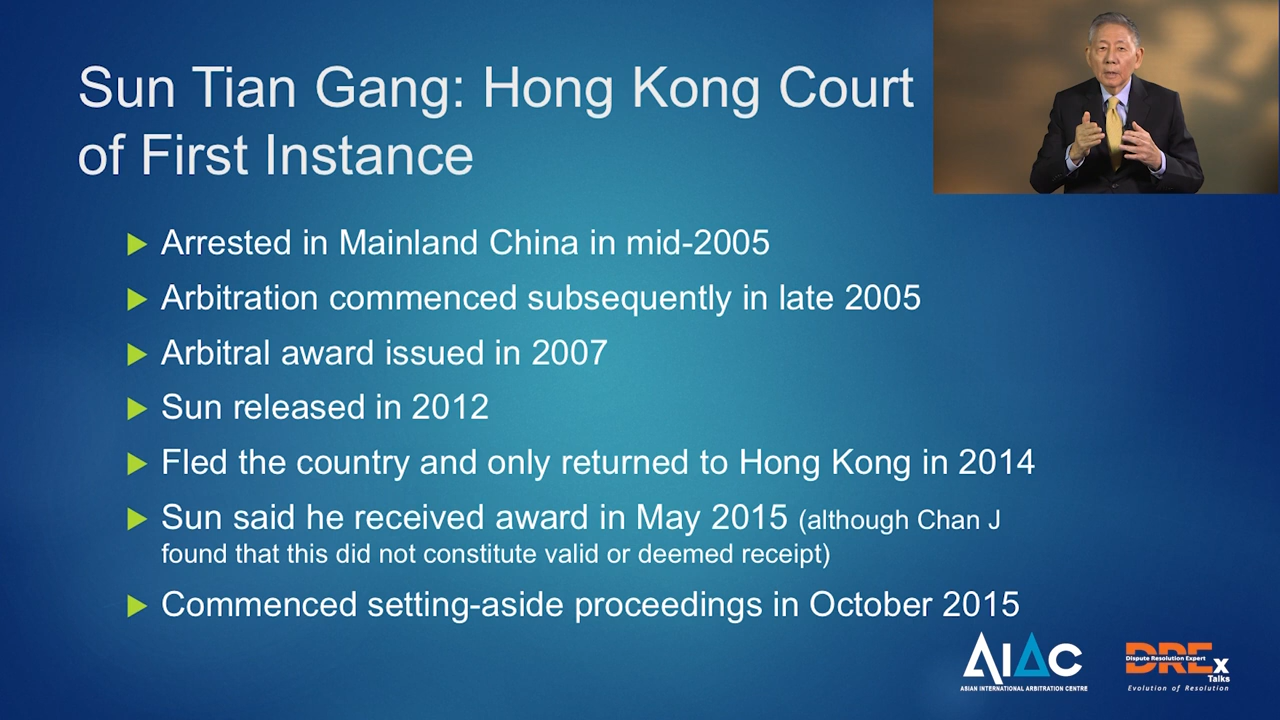 Sun Tian Gang: Hong Kong Court
of First Instance
Arrested in Mainland China in mid-2005
Arbitration commenced subsequently in late 2005
Arbitral award issued in 2007
Sun released in 2012
Fled the country and only returned to Hong Kong in 2014
Sun said he received award in May 2015 (although Chan J
found that this did not constitute valid or deemed receipt)
Commenced setting-aside proceedings in October 2015
AIAC
ASIAN INTERNATIONAL ARBITRATION CENTRE
DREx
Dispute Resolution Expert
Talks
Evolution of Resolution